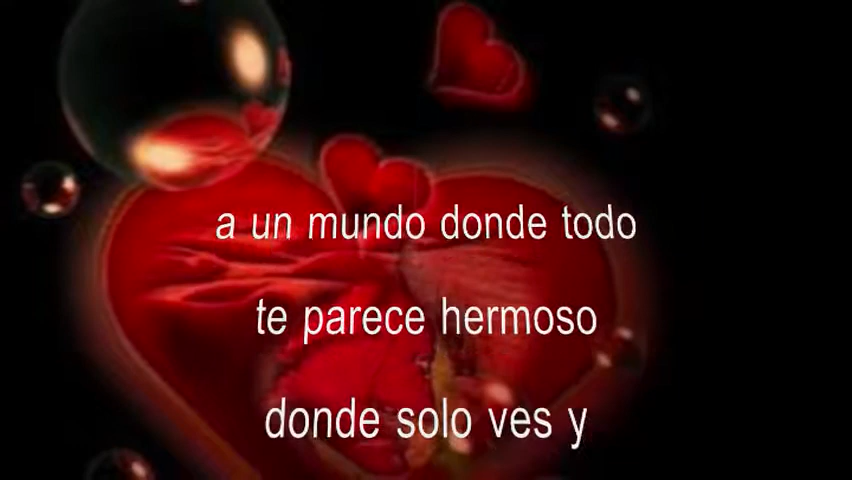 a un mundo donde todo
te parece hermoso
donde solo ves y